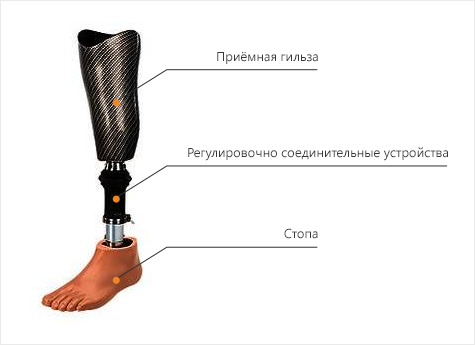 Приёмная гильза
Регулировочно соединительные устройства
Стопа